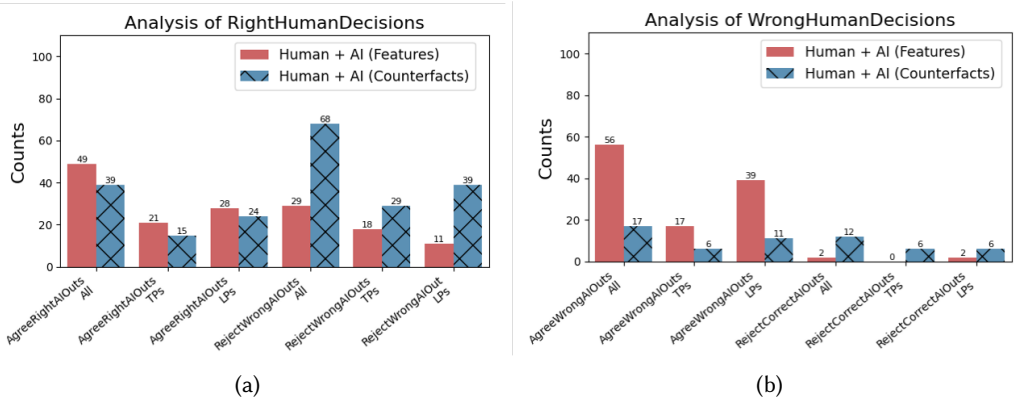 Analysis of RightHumanDecisions
Human + AI (Features)
Human + AI (Counterfacts)
Counts
100
80
60
40
20
0
49
39
21
15
28
24
29
68
18
29
11
39
AgreeRightAIOuts
All
AgreeRightAIOuts
TPs
AgreeRightAIOuts
LPs
RejectWrongAIOuts
All
RejectWrongAIOuts
TPs
RejectWrongAIOut
LPs
(a)
Analysis of WrongHumanDecisions
Human + AI (Features)
Human + AI (Counterfacts)
Counts
100
80
60
40
20
0
56
17
17
6
39
11
2
12
0
6
2
6
AgreeWrongAIOuts
All
AgreeWrongAIOuts
TPs
AgreeWrongAIOuts
LPs
RejectCorrectAIOuts
All
RejectCorrectAIOuts
TPs
RejectCorrectAIOuts
LPs
(b)